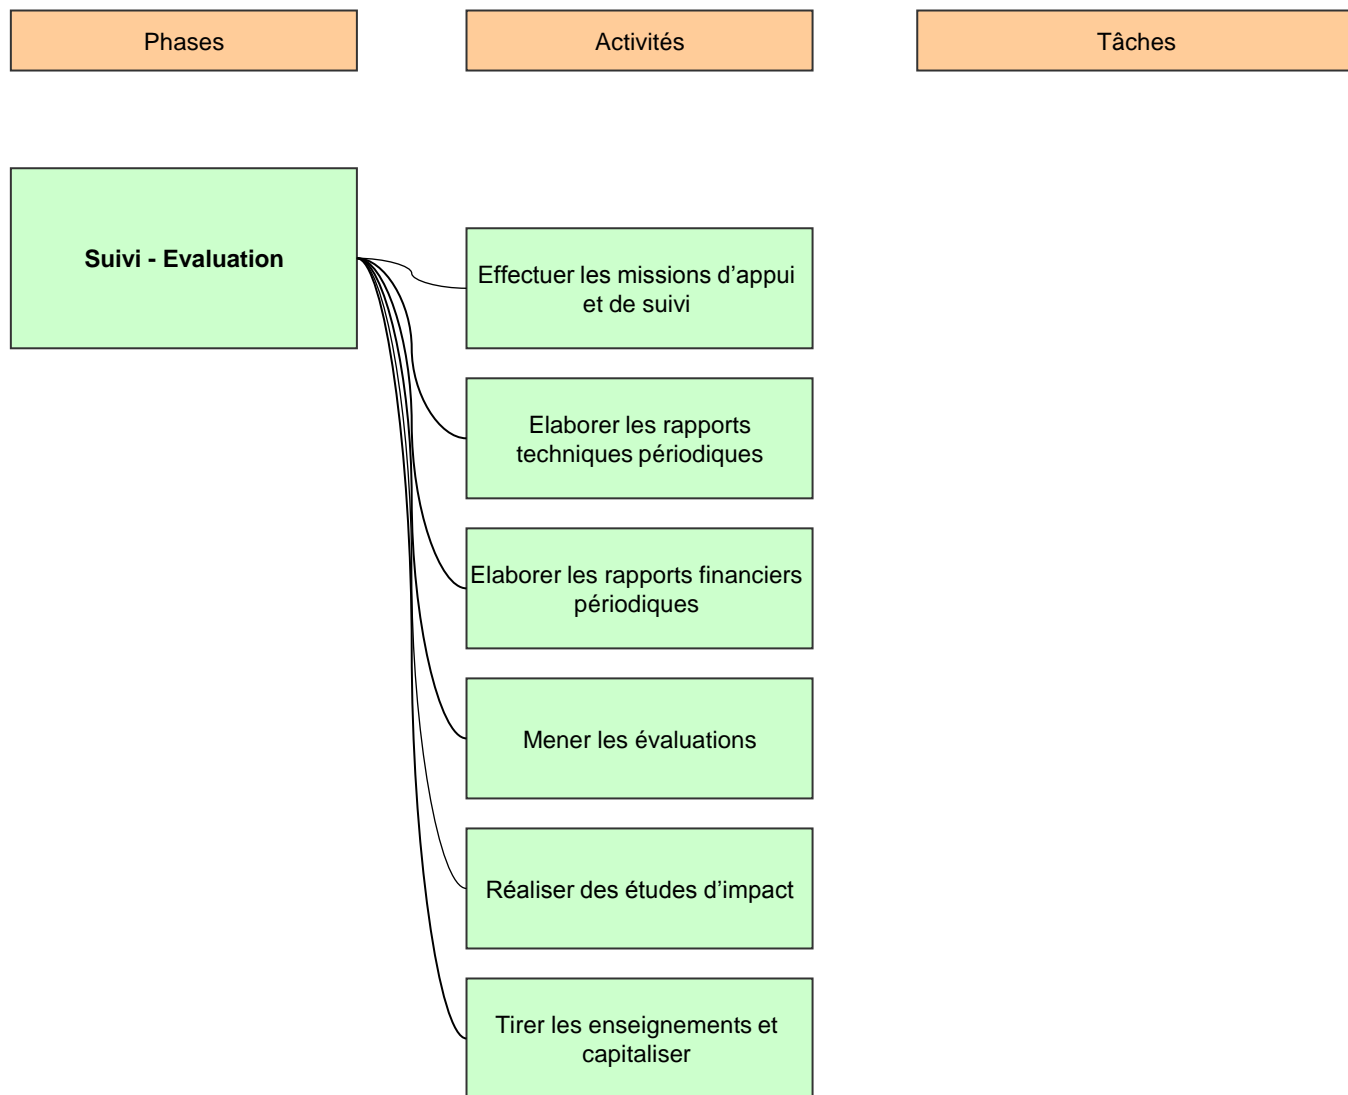 Phases
Activités
Tâches
Suivi - Evaluation
Effectuer les missions d’appui
et de suivi
Elaborer les rapports
techniques périodiques
Elaborer les rapports financiers
périodiques
Mener les évaluations
Réaliser des études d’impact
Tirer les enseignements et
capitaliser